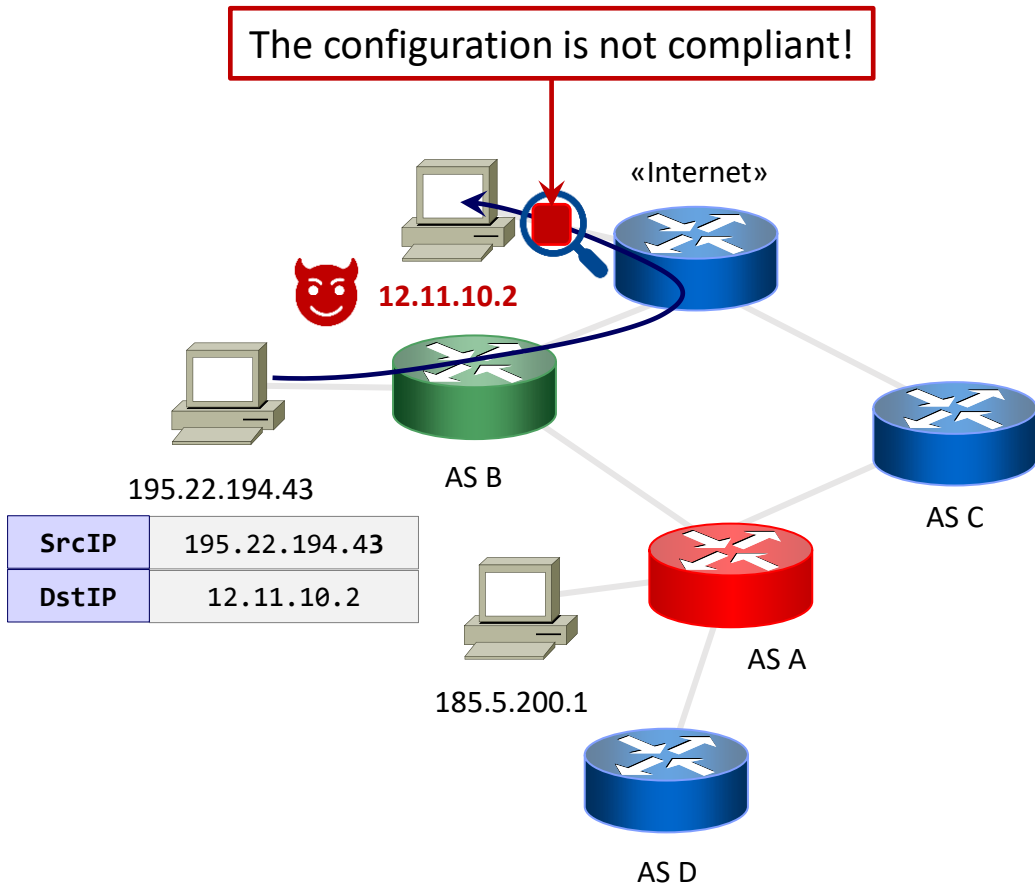 The configuration is not compliant!
«Internet»
12.11.10.2
195.22.194.43
AS B
AS C
SrcIP 195.22.194.43
DstIP 12.11.10.2
AS A
185.5.200.1
AS D